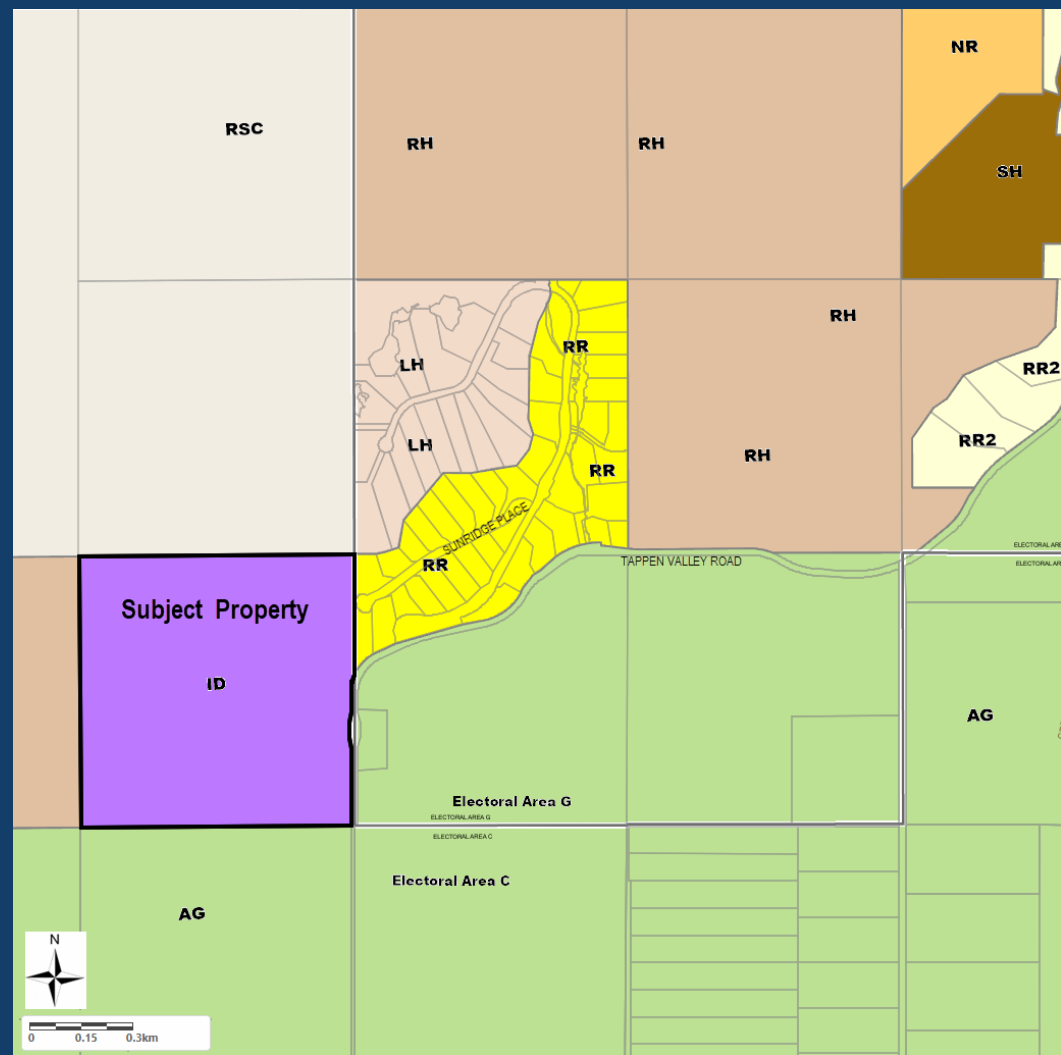 NR
RSC
RH
RH
SH
RH
RR
LH
RR2
RR2
LH
RH
RR
SUNRIDGE PLACE
RR
TAPPEN VALLEY ROAD
Subject Property
ID
AG
Electoral Area G
ELECTORAL AREA G
ELECTORAL AREA C
Electoral Area C
AG
N
0 0.15 0.3km